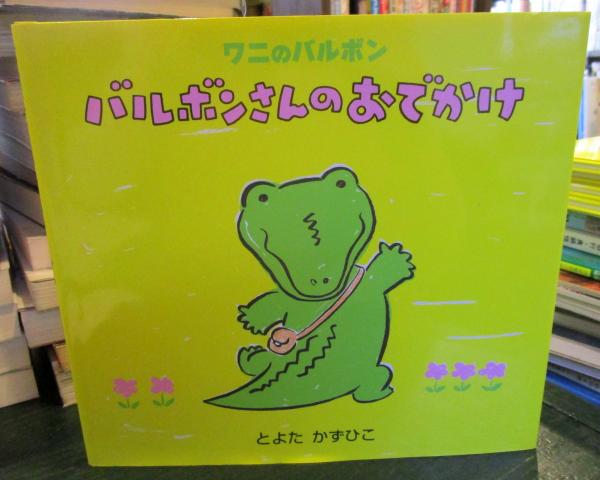 ワニのバルボン
バルボンさんのおでかけ
とよた かずひこ